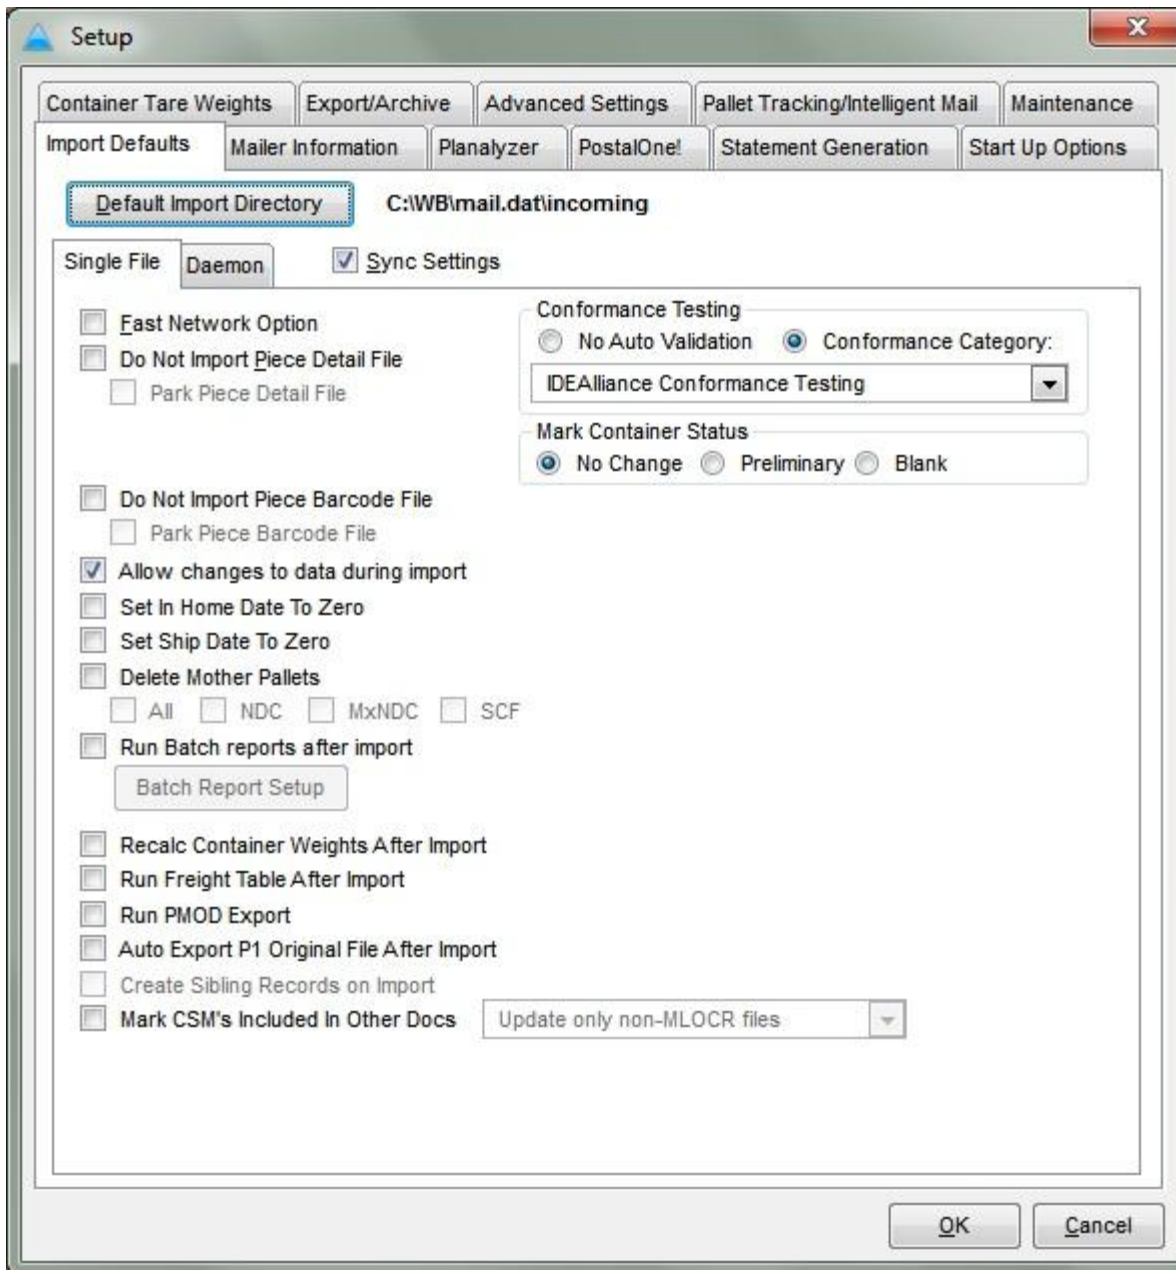 Setup
Container Tare Weights Export/Archive Advanced Settings Pallet Tracking/Intelligent Mail Maintenance
Import Defaults Mailer Information Planalyzer PostalOne! Statement Generation Start Up Options
Default Import Directory C:\WB\mail.dat\incoming
Single File Daemon Sync Settings
Fast Network Option
Do Not Import Piece Detail File
Park Piece Detail File
Conformance Testing
No Auto Validation Conformance Category:
IDEAlliance Conformance Testing
Mark Container Status
No Change Preliminary Blank
Do Not Import Piece Barcode File
Park Piece Barcode File
Allow changes to data during import
Set In Home Date To Zero
Set Ship Date To Zero
Delete Mother Pallets
All NDC MxNDC SCF
Run Batch reports after import
Batch Report Setup
Recalc Container Weights After Import
Run Freight Table After Import
Run PMOD Export
Auto Export P1 Original File After Import
Create Sibling Records on Import
Mark CSM's Included In Other Docs Update only non-MLOCR files
OK Cancel